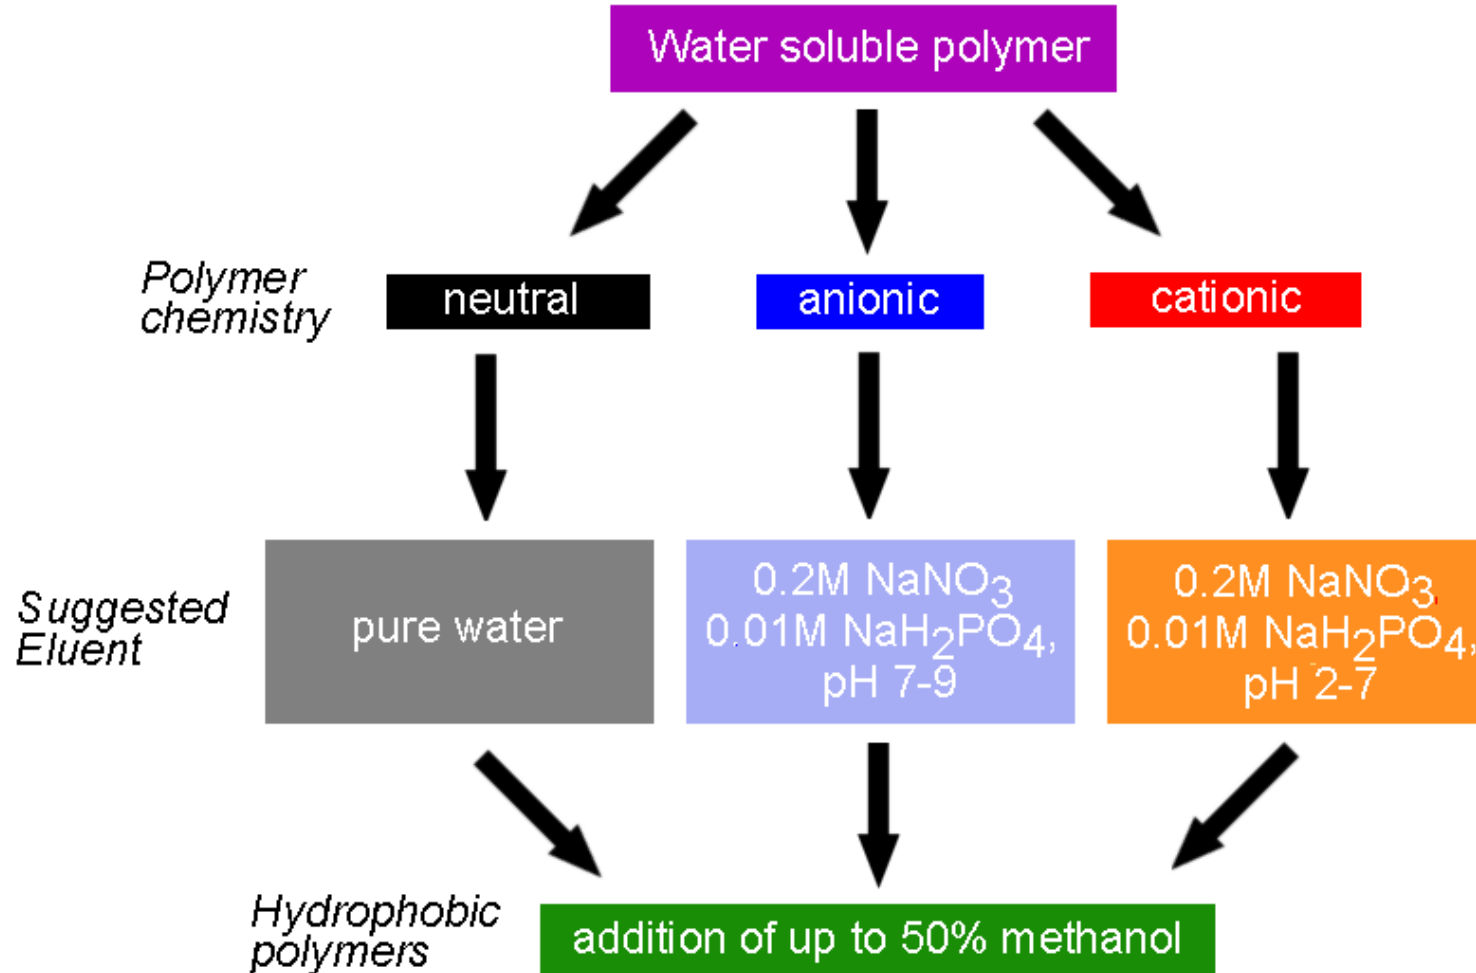 Water soluble polymer
Polymer
chemistry
neutral
anionic
cationic
Suggested
Eluent
pure water
0.2M NaNO₃
0.01M NaH₂PO₄,
pH 7-9
0.2M NaNO₃,
0.01M NaH₂PO₄,
pH 2-7
Hydrophobic
polymers
addition of up to 50% methanol